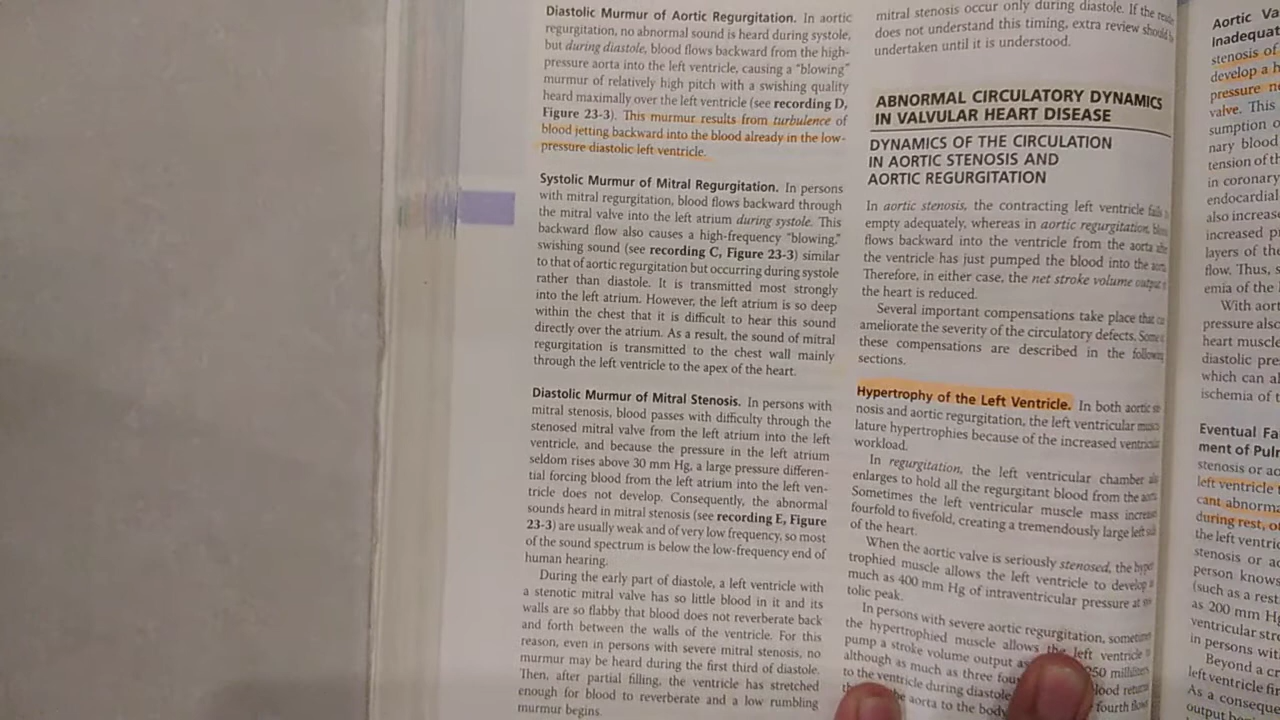 Diastolic Murmur of Aortic Regurgitation. In aortic
regurgitation, no abnormal sound is heard during systole,
but during diastole, blood flows backward from the high-
pressure aorta into the left ventricle, causing a "blowing"
murmur of relatively high pitch with a swishing quality
heard maximally over the left ventricle (see recording D,
Figure 23-3). This murmur results from turbulence of
blood jetting backward into the blood already in the low-
pressure diastolic left ventricle.
Systolic Murmur of Mitral Regurgitation. In persons
with mitral regurgitation, blood flows backward through
the mitral valve into the left atrium during systole. This
backward flow also causes a high-frequency "blowing,"
swishing sound (see recording C, Figure 23-3) similar
to that of aortic regurgitation but occurring during systole
rather than diastole. It is transmitted most strongly
into the left atrium. However, the left atrium is so deep
within the chest that it is difficult to hear this sound
directly over the atrium. As a result, the sound of mitral
regurgitation is transmitted to the chest wall mainly
through the left ventricle to the apex of the heart.
Diastolic Murmur of Mitral Stenosis. In persons with
mitral stenosis, blood passes with difficulty through the
stenosed mitral valve from the left atrium into the left
ventricle, and because the pressure in the left atrium
seldom rises above 30 mm Hg, a large pressure differen-
tial forcing blood from the left atrium into the left ven-
tricle does not develop. Consequently, the abnormal
sounds heard in mitral stenosis (see recording E, Figure
23-3) are usually weak and of very low frequency, so most
of the sound spectrum is below the low-frequency end of
human hearing.
During the early part of diastole, a left ventricle with
a stenotic mitral valve has so little blood in it and its
walls are so flabby that blood does not reverberate back
and forth between the walls of the ventricle. For this
reason, even in persons with severe mitral stenosis, no
murmur may be heard during the first third of diastole.
Then, after partial filling, the ventricle has stretched
enough for blood to reverberate and a low rumbling
murmur begins.
mitral stenosis occur only during diastole. If the
does not understand this timing, extra review should
undertaken until it is understood.
ABNORMAL CIRCULATORY DYNAMICS
IN VALVULAR HEART DISEASE
DYNAMICS OF THE CIRCULATION
IN AORTIC STENOSIS AND
AORTIC REGURGITATION
In aortic stenosis, the contracting left ventricle fails
empty adequately, whereas in aortic regurgitation,
flows backward into the ventricle from the aorta
the ventricle has just pumped the blood into the
Therefore, in either case, the net stroke volume output
the heart is reduced.
Several important compensations take place that
ameliorate the severity of the circulatory defects.
these compensations are described in the following
sections.
Hypertrophy of the Left Ventricle. In both aortic
nosis and aortic regurgitation, the left ventricular
lature hypertrophies because of the increased ventricular
workload.
In regurgitation, the left ventricular chamber
enlarges to hold all the regurgitant blood from the
Sometimes the left ventricular muscle mass
fourfold to fivefold, creating a tremendously large left
of the heart.
When the aortic valve is seriously stenosed, the
trophied muscle allows the left ventricle to develop
much as 400 mm Hg of intraventricular pressure at
tolic peak.
In persons with severe aortic regurgitation,
the hypertrophied muscle allows the left ventricle
pump a stroke volume output
although as much as three
to the ventricle during diastole
aorta to the body
fourth
Aortic
stenosis of
develop a
pressure
valve. This
sumption
nary blood
tension of
in coronary
endocardial
also
increased
layers of
flow. Thus,
emia of the
With
pressure
heart muscle
diastolic
which can
ischemia of
Eventual
ment of
stenosis or
left ventricle
during rest,
the left
stenosis or
person knows
(such as a
as 200 mm
ventricular
in persons
Beyond a
left ventricle
As a
output